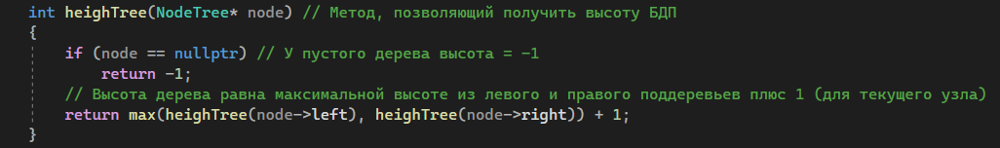 int heighTree(NodeTree* node) // Метод, позволяющий получить высоту БДП
{
if (node == nullptr) // У пустого дерева высота = -1
return -1;
// Высота дерева равна максимальной высоте из левого и правого поддеревьев плюс 1 (для текущего узла)
return max(heighTree(node->left), heighTree(node->right)) + 1;
}